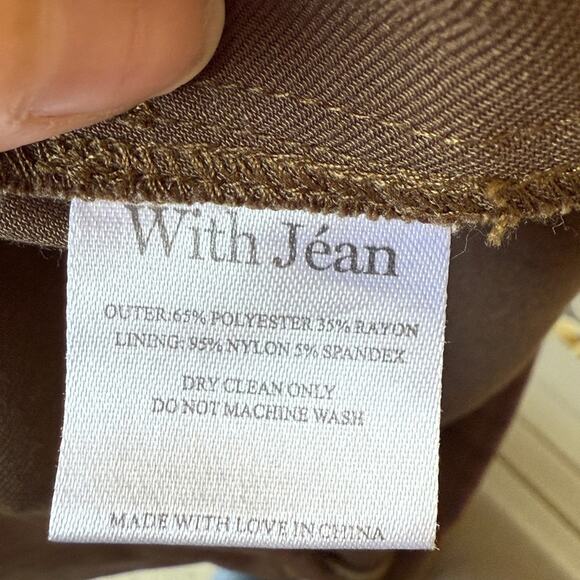 With Jéan
OUTER:65% POLYESTER 35% RAYON
LINING: 95% NYLON 5% SPANDEX
DRY CLEAN ONLY
DO NOT MACHINE WASH
MADE WITH LOVE IN CHINA